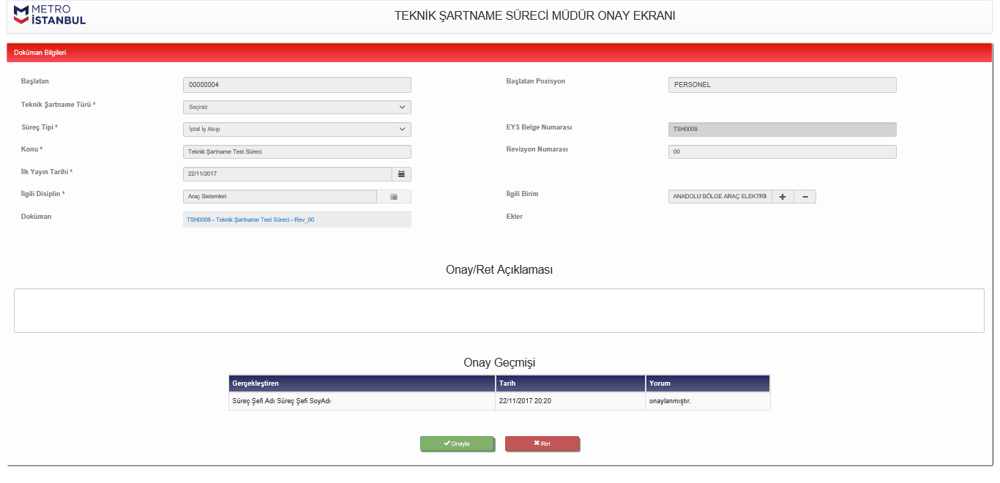 METRO
İSTANBUL
TEKNİK ŞARTNAME SÜRECİ MÜDÜR ONAY EKRANI
Doküman Bilgileri
Başlatan 00000004 Başlatan Pozisyon PERSONEL
Teknik Şartname Türü * Seçiniz
Süreç Tipi * İptal İş Akışı EYS Belge Numarası TSH0008
Konu * Teknik Şartname Test Süreci Revizyon Numarası 00
İlk Yayın Tarihi * 22/11/2017
İlgili Disiplin * Araç Sistemleri İlgili Birim ANADOLU BÖLGE ARAÇ ELEKTRİK
Doküman TSH0008 - Teknik Şartname Test Süreci - Rev_00 Ekler
Onay/Ret Açıklaması
Onay Geçmişi
Gerçekleştiren Tarih Yorum
Süreç Şefi Adı Süreç Şefi SoyAdı 22/11/2017 20:20 onaylanmıştır.
Onayla Ret